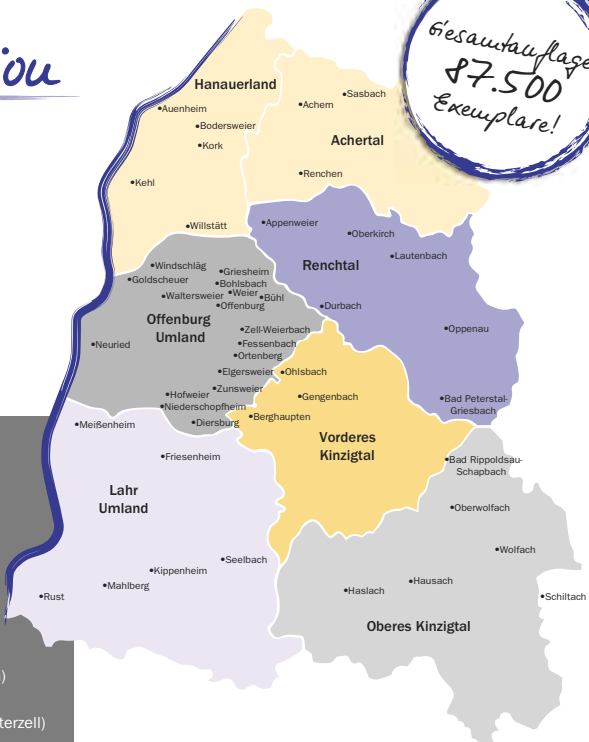 ion
Gesamtauflage
87.500
Exemplare!
Hanauerland
•Sasbach
•Achern
•Auenheim
•Bodersweier
Achertal
•Kork
•Renchen
•Kehl
•Appenweier
•Willstätt
•Oberkirch
•Lautenbach
Renchtal
•Windschläg
•Griesheim
•Goldscheuer
•Bohlsbach
•Weier
•Waltersweier
•Bühl
•Offenburg
•Durbach
Offenburg
Umland
•Zell-Weierbach
•Oppenau
•Neuried
•Fessenbach
•Ortenberg
•Elgersweier
•Ohlsbach
•Zunsweier
•Hofweier
•Gengenbach
•Bad Peterstal-
Griesbach
•Niederschopfheim
•Berghaupten
•Diersburg
•Meißenheim
Vorderes
Kinzigtal
•Friesenheim
•Bad Rippoldsau-
Schapbach
Lahr
Umland
•Oberwolfach
•Wolfach
•Seelbach
•Kippenheim
•Hausach
•Mahlberg
•Haslach
•Rust
•Schiltach
Oberes Kinzigtal
)
terzell)